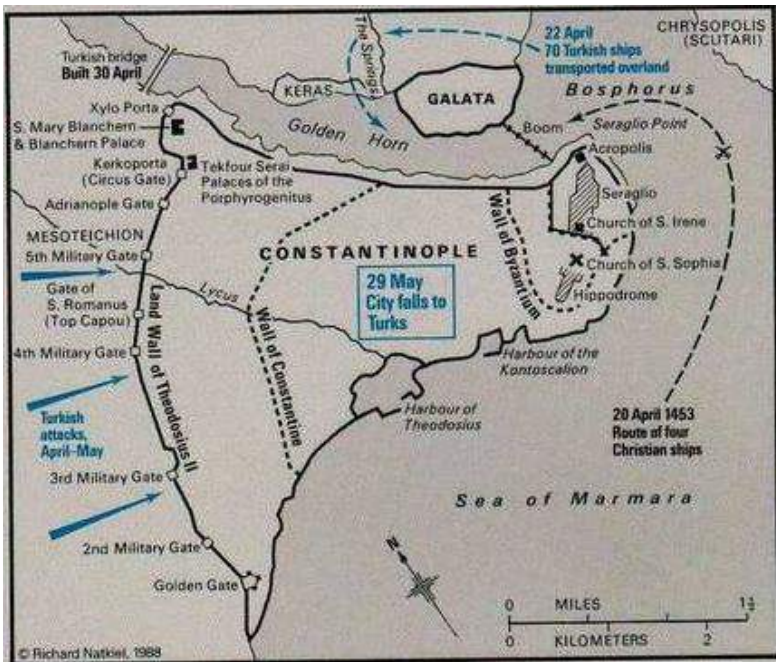 CHRYSOPOLIS
(SCUTARI)
22 April
70 Turkish ships
transported overland
The Springs
Turkish bridge
Built 30 April
KERAS
GALATA
Bosphorus
Xylo Porta
Golden Horn
Boom
Seraglio Point
S. Mary Blanchern
& Blanchern Palace
Acropolis
Kerkoporta
(Circus Gate)
Tekfour Serai
Palaces of the
Porphyrogenitus
Seraglio
Adrianople Gate
Church of S. Irene
MESOTEICHION
CONSTANTINOPLE
Wall of Byzantium
5th Military Gate
Church of S. Sophia
29 May
City falls to
Turks
Hippodrome
Gate of
S. Romanus
(Top Capou)
Lycus
Land Wall of Theodosius II
Wall of Constantine
4th Military Gate
Harbour of the
Kontoscalion
Harbour of
Theodosius
Turkish
attacks,
April–May
20 April 1453
Route of four
Christian ships
3rd Military Gate
Sea of Marmara
2nd Military Gate
N
Golden Gate
0 MILES 1½
0 KILOMETERS 2
© Richard Natkiel, 1988